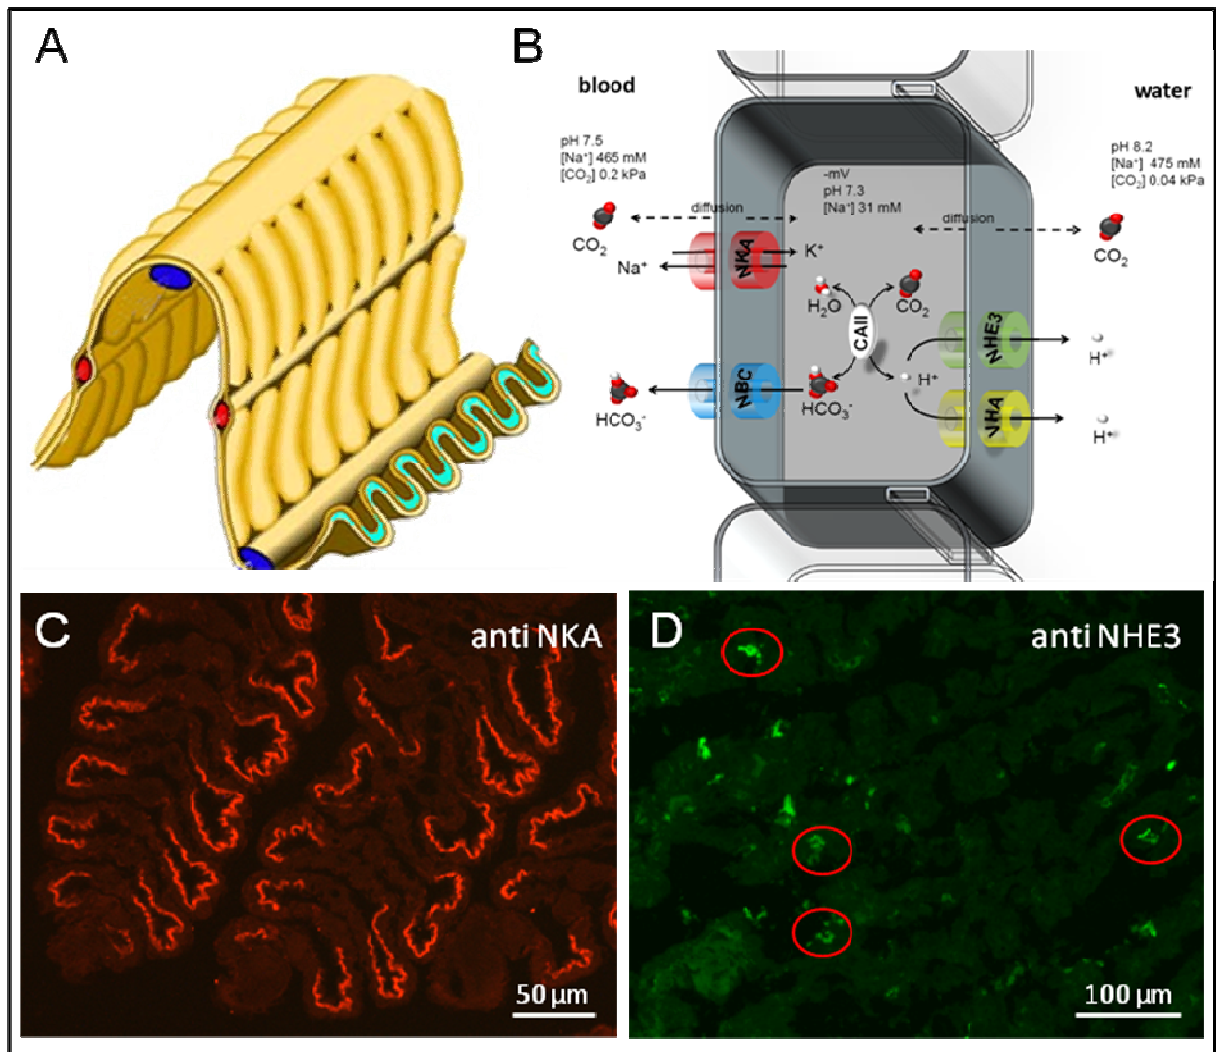 A
B
blood
water
pH 7.5
[Na⁺] 465 mM
[CO₂] 0.2 kPa
pH 8.2
[Na⁺] 475 mM
[CO₂] 0.04 kPa
-mV
pH 7.3
[Na⁺] 31 mM
diffusion
diffusion
CO₂
CO₂
NKA
K⁺
Na⁺
H₂O
CO₂
CAII
NHE3
H⁺
H⁺
NBC
HCO₃⁻
HCO₃⁻
VHA
H⁺
C
anti NKA
50 µm
D
anti NHE3
100 µm